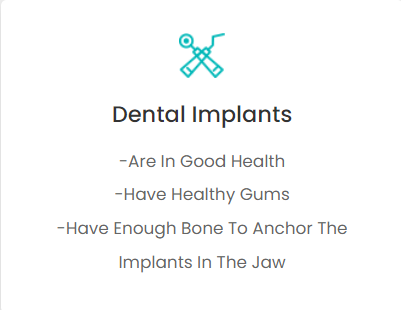 Dental Implants
-Are In Good Health
-Have Healthy Gums
-Have Enough Bone To Anchor The
Implants In The Jaw